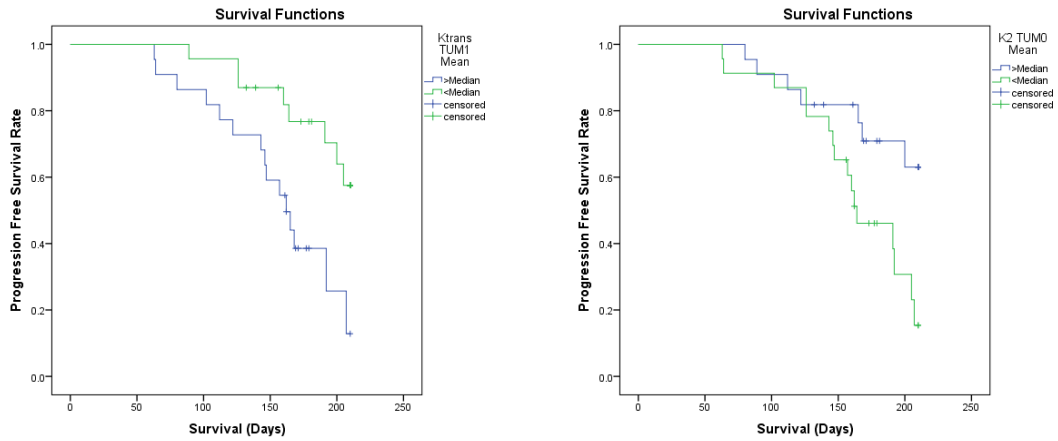 Survival Functions
Ktrans
TUM1
Mean
>Median
<Median
censored
censored
1.0
0.8
0.6
0.4
0.2
0.0
Progression Free Survival Rate
0
50
100
150
200
250
Survival (Days)
Survival Functions
K2 TUM0
Mean
>Median
<Median
censored
censored
1.0
0.8
0.6
0.4
0.2
0.0
Progression Free Survival Rate
0
50
100
150
200
250
Survival (Days)